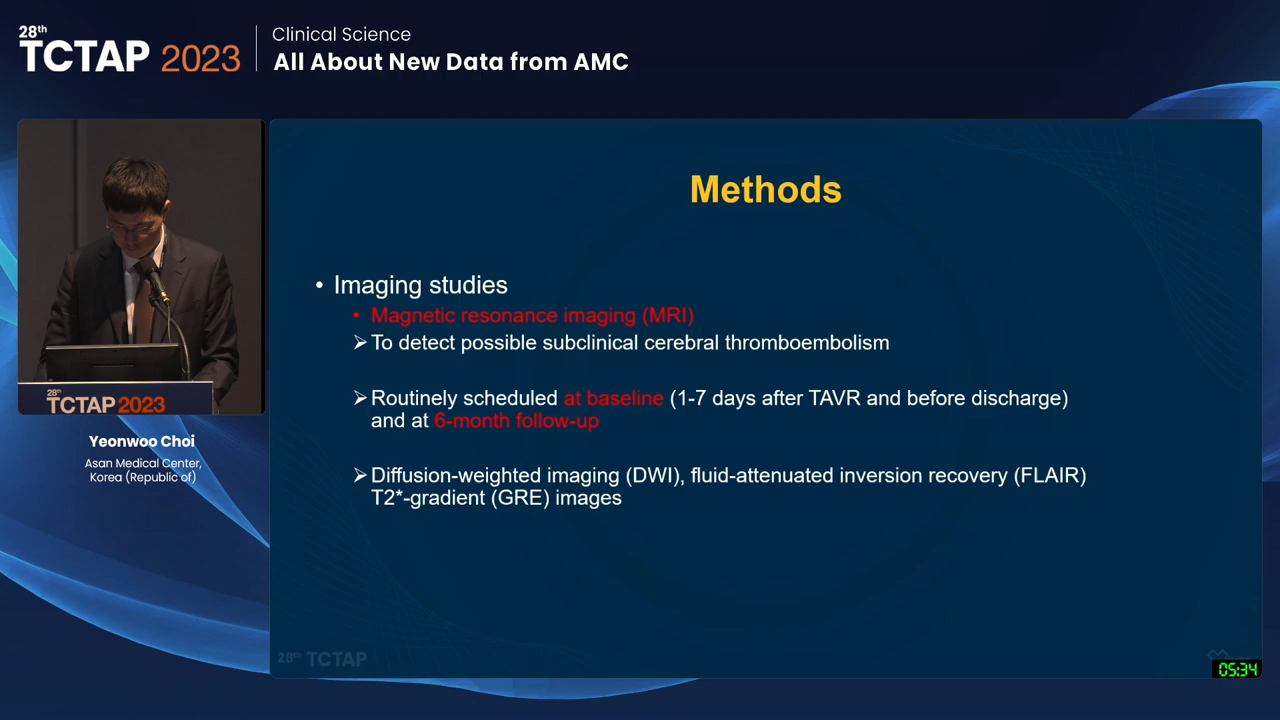 28th
TCTAP 2023
Clinical Science
All About New Data from AMC
28th
TCTAP 2023
Yeonwoo Choi
Asan Medical Center,
Korea (Republic of)
Methods
• Imaging studies
• Magnetic resonance imaging (MRI)
➢ To detect possible subclinical cerebral thromboembolism
➢ Routinely scheduled at baseline (1-7 days after TAVR and before discharge)
and at 6-month follow-up
➢ Diffusion-weighted imaging (DWI), fluid-attenuated inversion recovery (FLAIR)
T2*-gradient (GRE) images
28th TCTAP
05:34